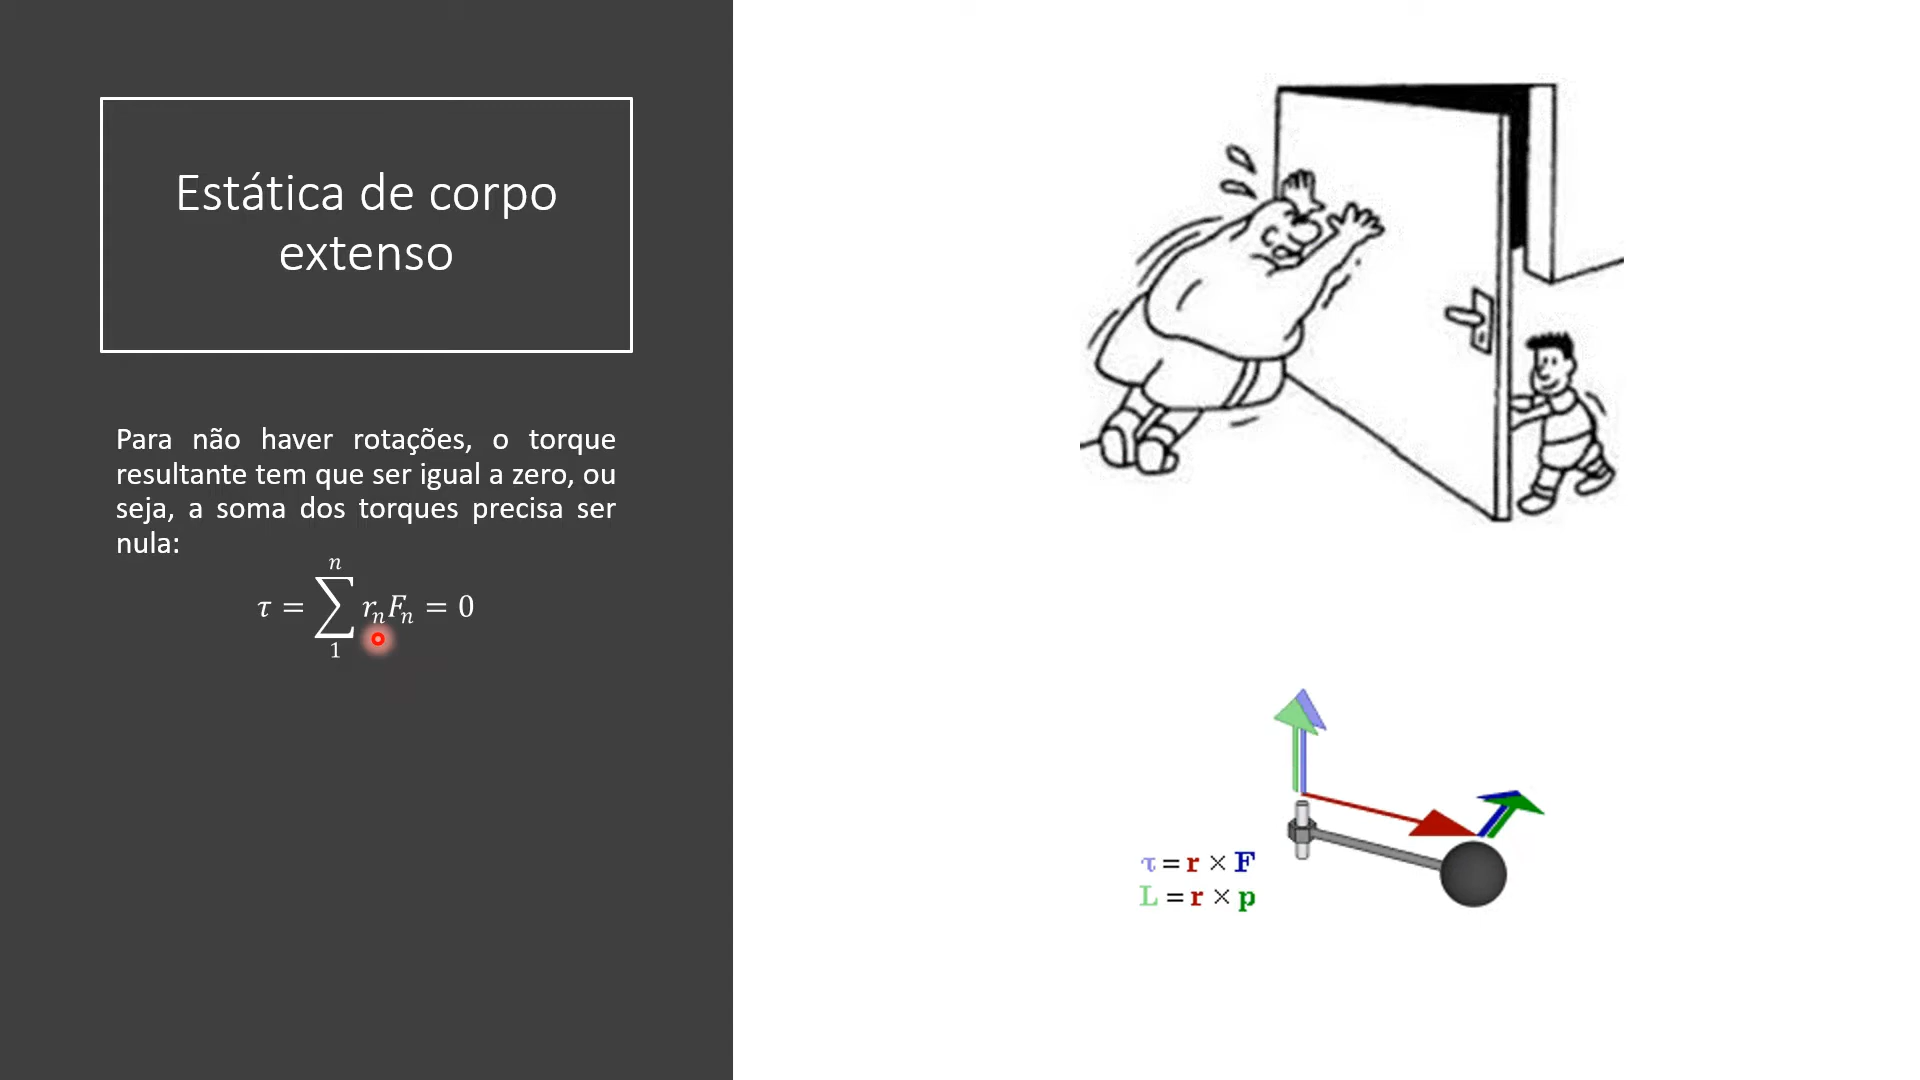 Estática de corpo
extenso
Para não haver rotações, o torque
resultante tem que ser igual a zero, ou
seja, a soma dos torques precisa ser
nula:
n
τ = ∑ rₙFₙ = 0
1
τ = r × F
L = r × p